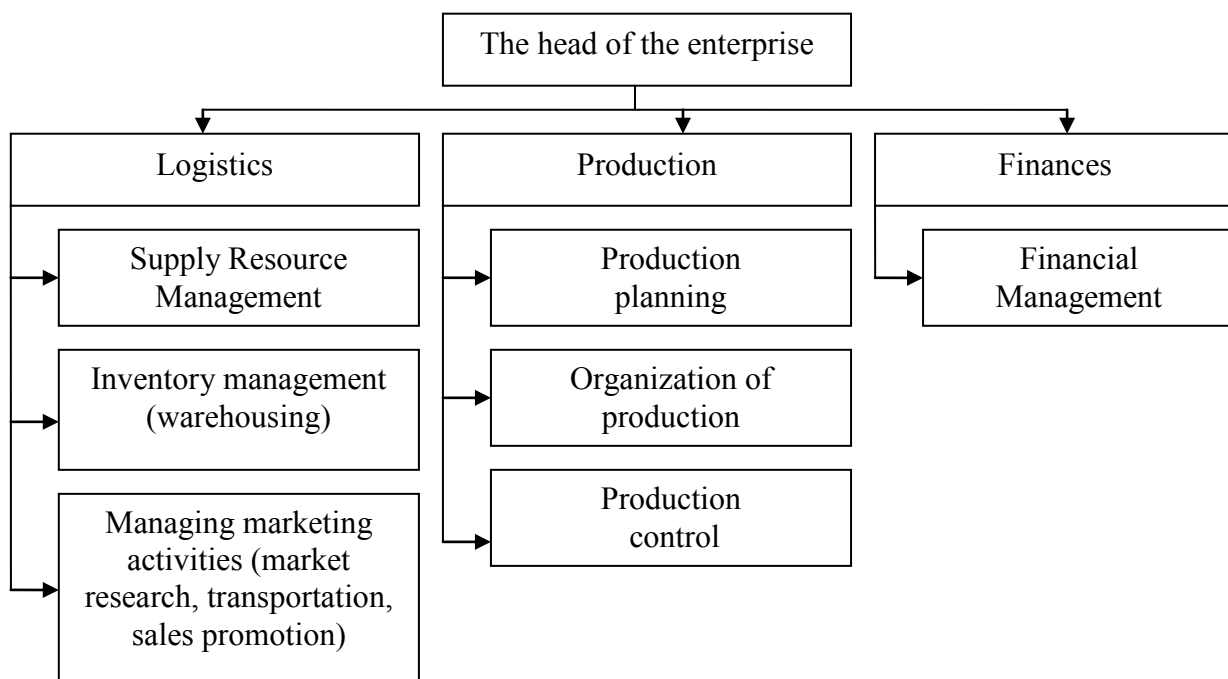 The head of the enterprise
Logistics
Supply Resource
Management
Inventory management
(warehousing)
Managing marketing
activities (market
research, transportation,
sales promotion)
Production
Production
planning
Organization of
production
Production
control
Finances
Financial
Management